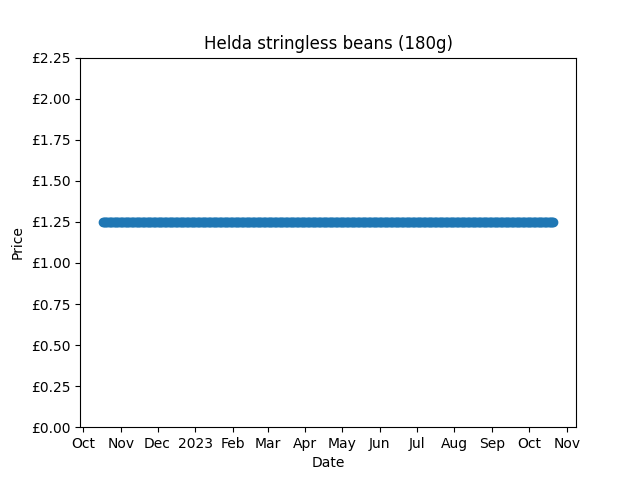 Helda stringless beans (180g)
£2.25
£2.00
£1.75
£1.50
£1.25
£1.00
£0.75
£0.50
£0.25
£0.00
Price
Oct Nov Dec 2023 Feb Mar Apr May Jun Jul Aug Sep Oct Nov
Date